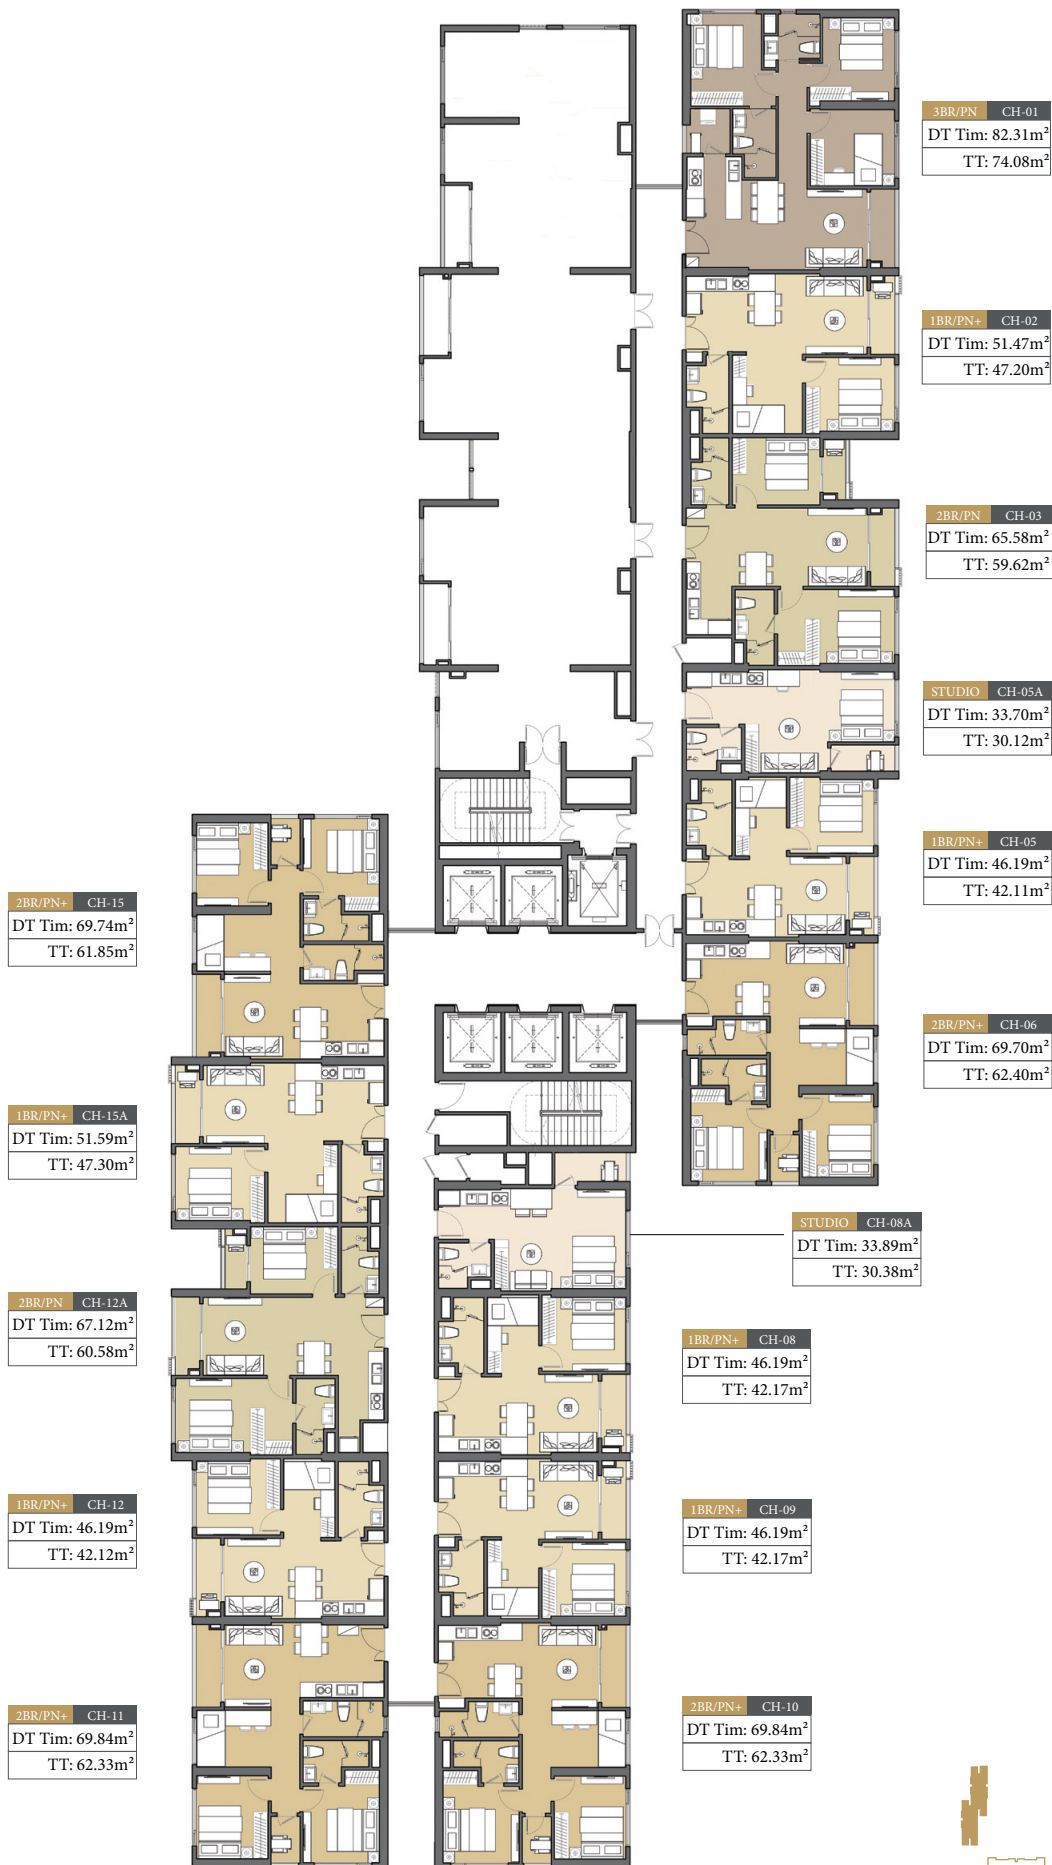 3BR/PN CH-01
DT Tim: 82.31m²
TT: 74.08m²
1BR/PN+ CH-02
DT Tim: 51.47m²
TT: 47.20m²
2BR/PN CH-03
DT Tim: 65.58m²
TT: 59.62m²
STUDIO CH-05A
DT Tim: 33.70m²
TT: 30.12m²
1BR/PN+ CH-05
DT Tim: 46.19m²
TT: 42.11m²
2BR/PN+ CH-15
DT Tim: 69.74m²
TT: 61.85m²
2BR/PN+ CH-06
DT Tim: 69.70m²
TT: 62.40m²
1BR/PN+ CH-15A
DT Tim: 51.59m²
TT: 47.30m²
STUDIO CH-08A
DT Tim: 33.89m²
TT: 30.38m²
2BR/PN CH-12A
DT Tim: 67.12m²
TT: 60.58m²
1BR/PN+ CH-08
DT Tim: 46.19m²
TT: 42.17m²
1BR/PN+ CH-12
DT Tim: 46.19m²
TT: 42.12m²
1BR/PN+ CH-09
DT Tim: 46.19m²
TT: 42.17m²
2BR/PN+ CH-11
DT Tim: 69.84m²
TT: 62.33m²
2BR/PN+ CH-10
DT Tim: 69.84m²
TT: 62.33m²